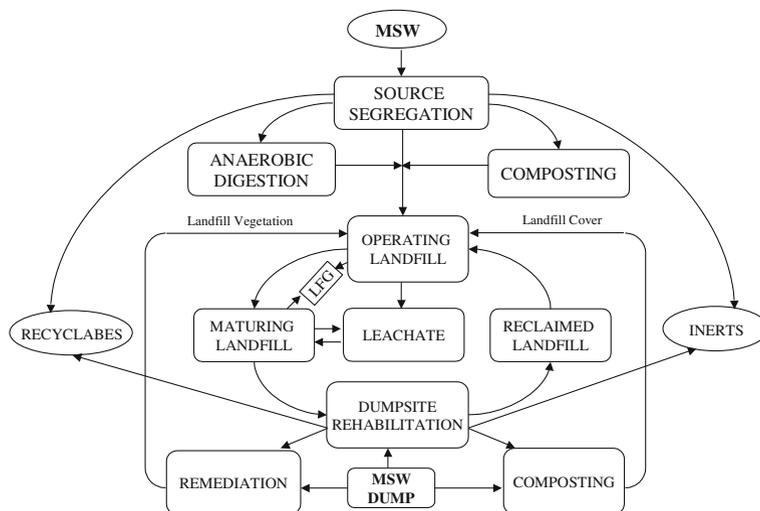 MSW
SOURCE
SEGREGATION
ANAEROBIC
DIGESTION
COMPOSTING
Landfill Vegetation
Landfill Cover
OPERATING
LANDFILL
LFG
MATURING
LANDFILL
LEACHATE
RECLAIMED
LANDFILL
RECYCLABES
INERTS
DUMPSITE
REHABILITATION
REMEDIATION
MSW
DUMP
COMPOSTING